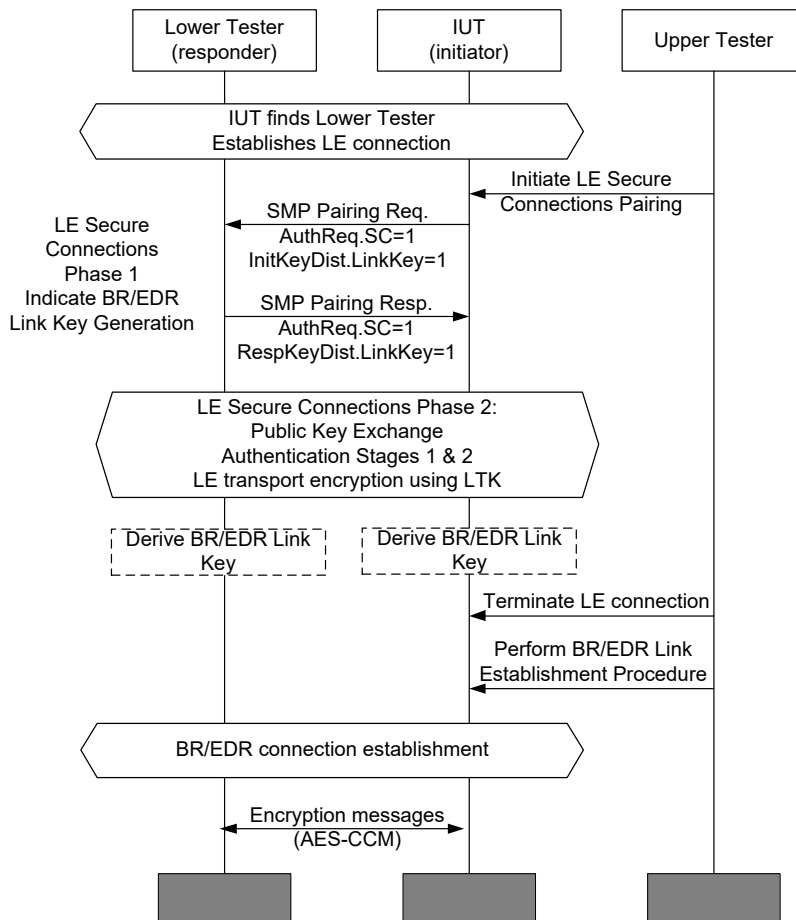 Lower Tester
(responder)
IUT
(initiator)
Upper Tester
IUT finds Lower Tester
Establishes LE connection
Initiate LE Secure
Connections Pairing
LE Secure
Connections
Phase 1
Indicate BR/EDR
Link Key Generation
SMP Pairing Req.
AuthReq.SC=1
InitKeyDist.LinkKey=1
SMP Pairing Resp.
AuthReq.SC=1
RespKeyDist.LinkKey=1
LE Secure Connections Phase 2:
Public Key Exchange
Authentication Stages 1 & 2
LE transport encryption using LTK
Derive BR/EDR Link
Key
Derive BR/EDR Link
Key
Terminate LE connection
Perform BR/EDR Link
Establishment Procedure
BR/EDR connection establishment
Encryption messages
(AES-CCM)